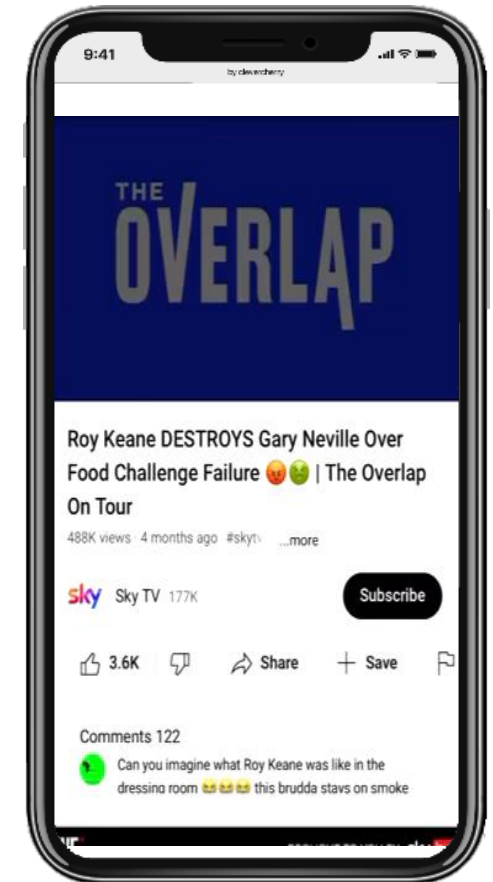 9:41
by clevercherry
THE
OVERLAP
Roy Keane DESTROYS Gary Neville Over
Food Challenge Failure 😡🤢 | The Overlap
On Tour
488K views · 4 months ago #skytv ...more
sky Sky TV 177K Subscribe
3.6K Share Save
Comments 122
Can you imagine what Roy Keane was like in the
dressing room 😂😂😂 this brudda stays on smoke